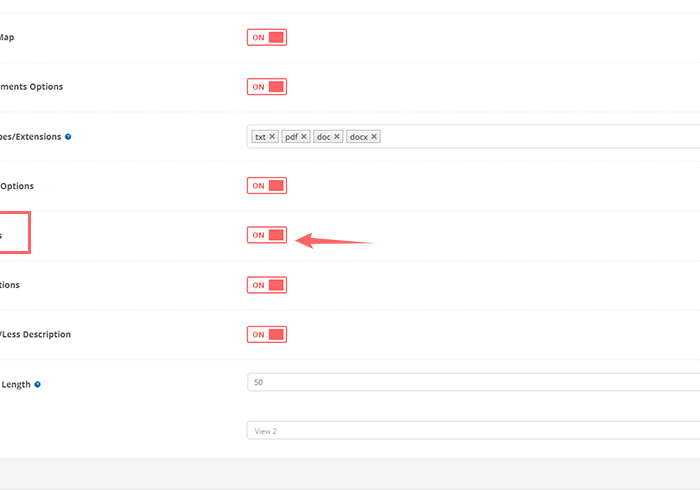 Map ON
ments Options ON
pes/Extensions txt × pdf × doc × docx ×
Options ON
s ON
tions ON
/Less Description ON
Length 50
View 2